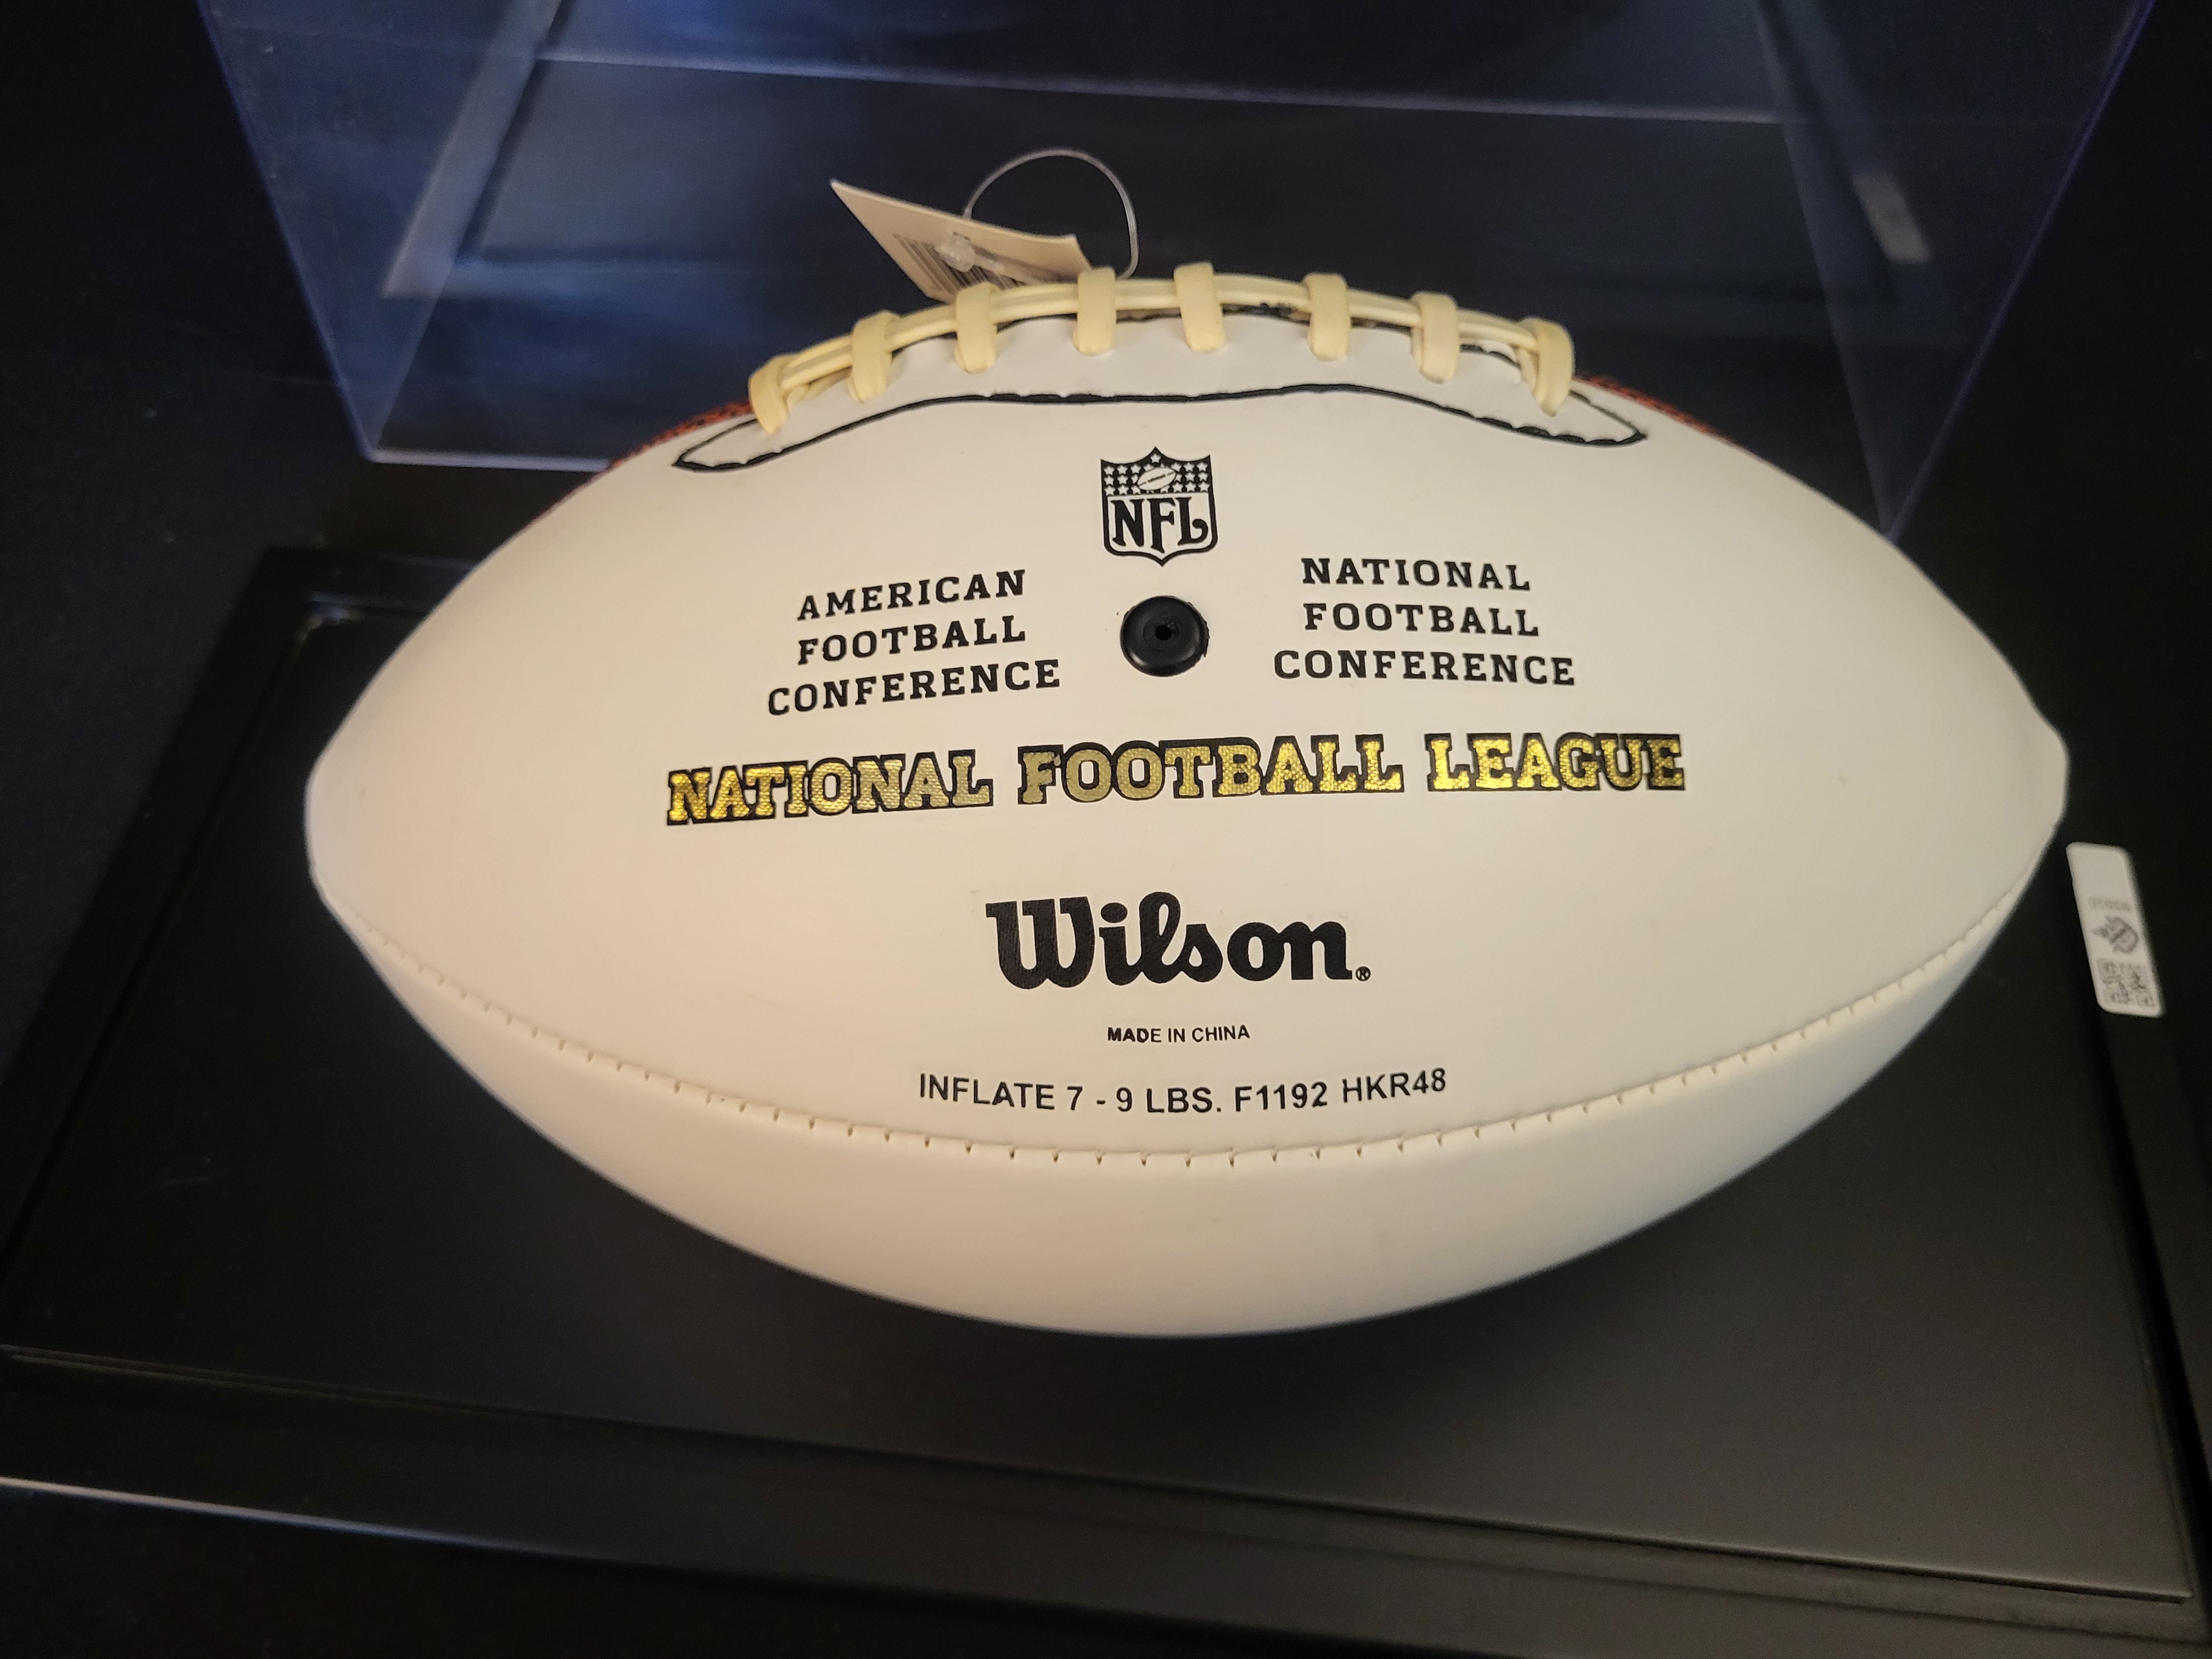 NFL
AMERICAN
FOOTBALL
CONFERENCE
NATIONAL
FOOTBALL
CONFERENCE
NATIONAL FOOTBALL LEAGUE
Wilson®
MADE IN CHINA
INFLATE 7 - 9 LBS. F1192 HKR48